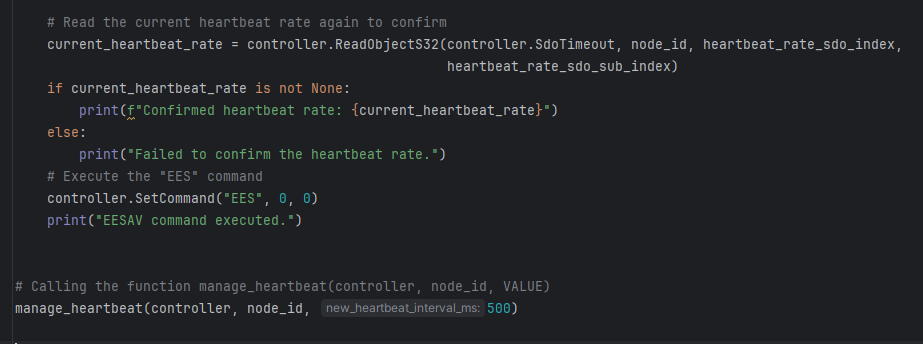 # Read the current heartbeat rate again to confirm
current_heartbeat_rate = controller.ReadObjectS32(controller.SdoTimeout, node_id, heartbeat_rate_sdo_index,
heartbeat_rate_sdo_sub_index)
if current_heartbeat_rate is not None:
print(f"Confirmed heartbeat rate: {current_heartbeat_rate}")
else:
print("Failed to confirm the heartbeat rate.")
# Execute the "EES" command
controller.SetCommand("EES", 0, 0)
print("EESAV command executed.")
# Calling the function manage_heartbeat(controller, node_id, VALUE)
manage_heartbeat(controller, node_id, new_heartbeat_interval_ms: 500)